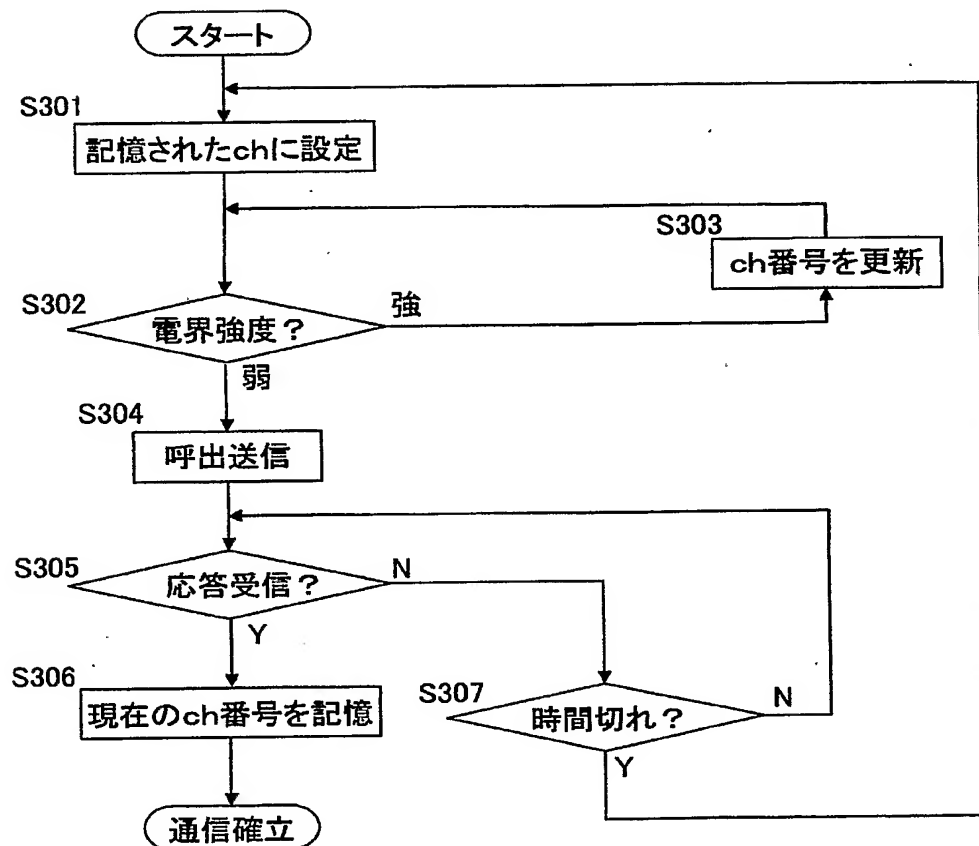 スタート
S301
記憶されたchに設定
S303
ch番号を更新
S302
電界強度？
強
弱
S304
呼出送信
S305
応答受信？
N
Y
S306
現在のch番号を記憶
S307
時間切れ？
N
Y
通信確立